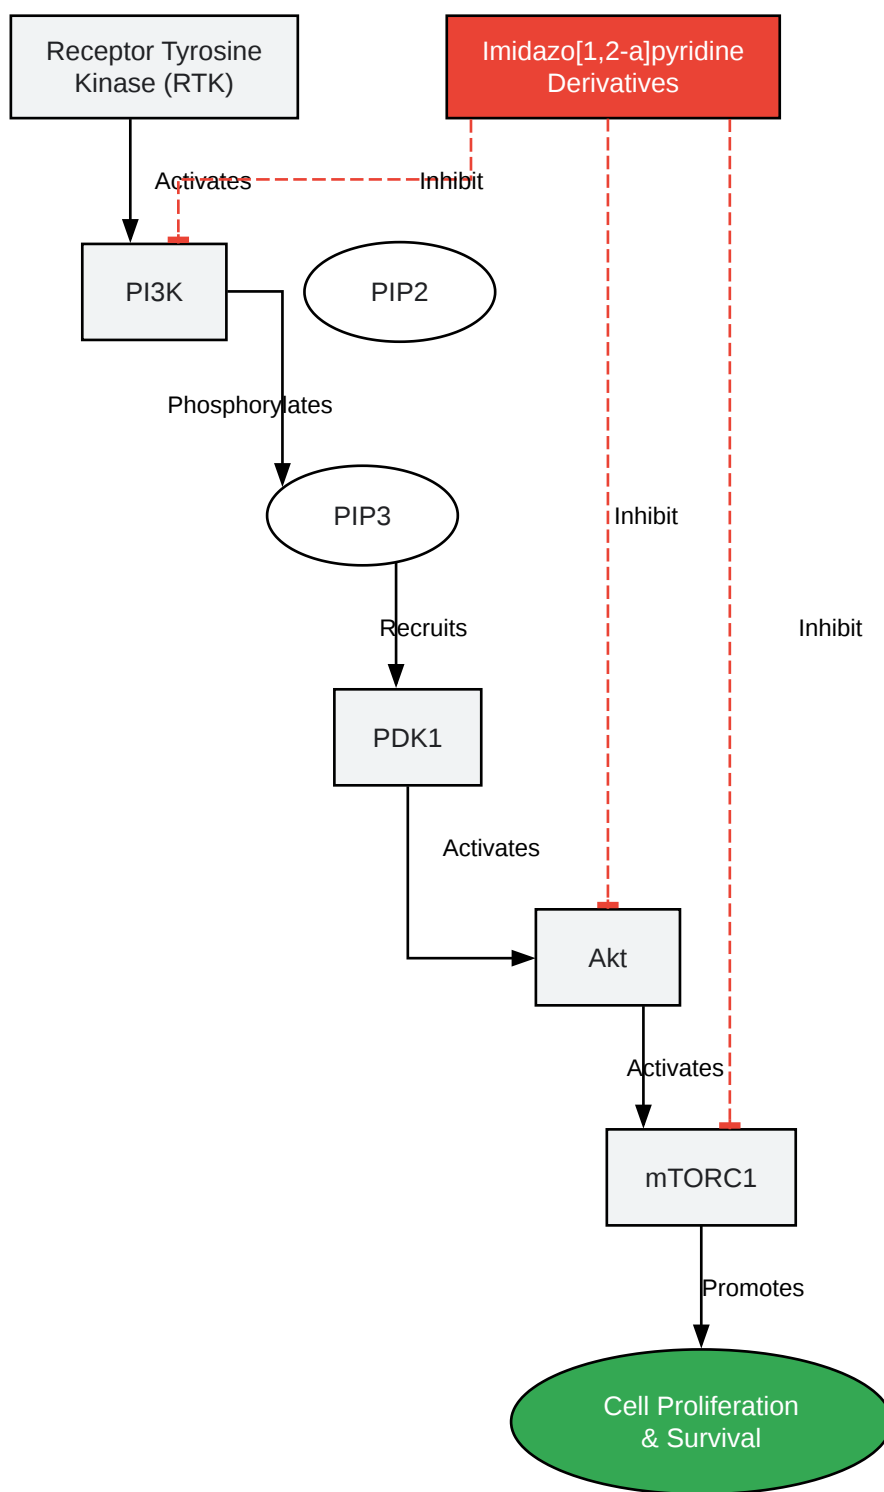 Receptor Tyrosine
Kinase (RTK)
Imidazo[1,2-a]pyridine
Derivatives
Activates
Inhibit
PI3K
PIP2
Phosphorylates
PIP3
Inhibit
Recruits
Inhibit
PDK1
Activates
Akt
Activates
mTORC1
Promotes
Cell Proliferation
& Survival